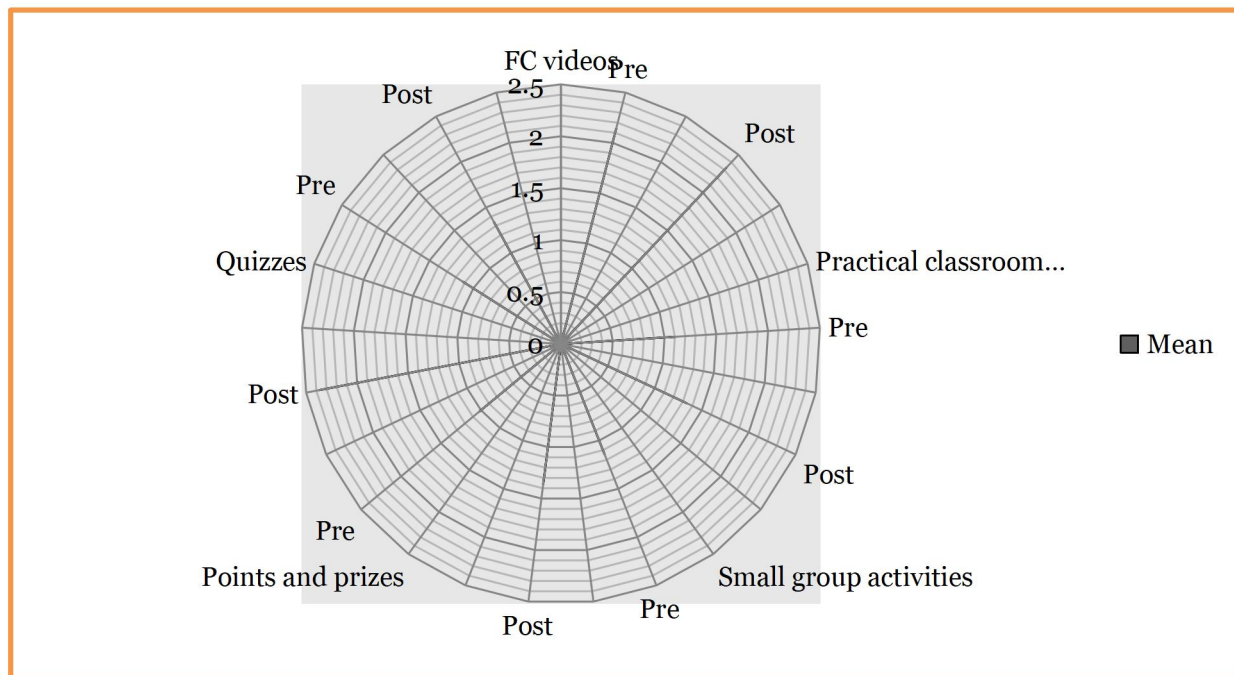 FC videos
Pre
Post
Practical classroom...
Pre
Post
Small group activities
Pre
Post
Points and prizes
Pre
Post
Quizzes
Pre
Post
2.5
2
1.5
1
0.5
0
Mean